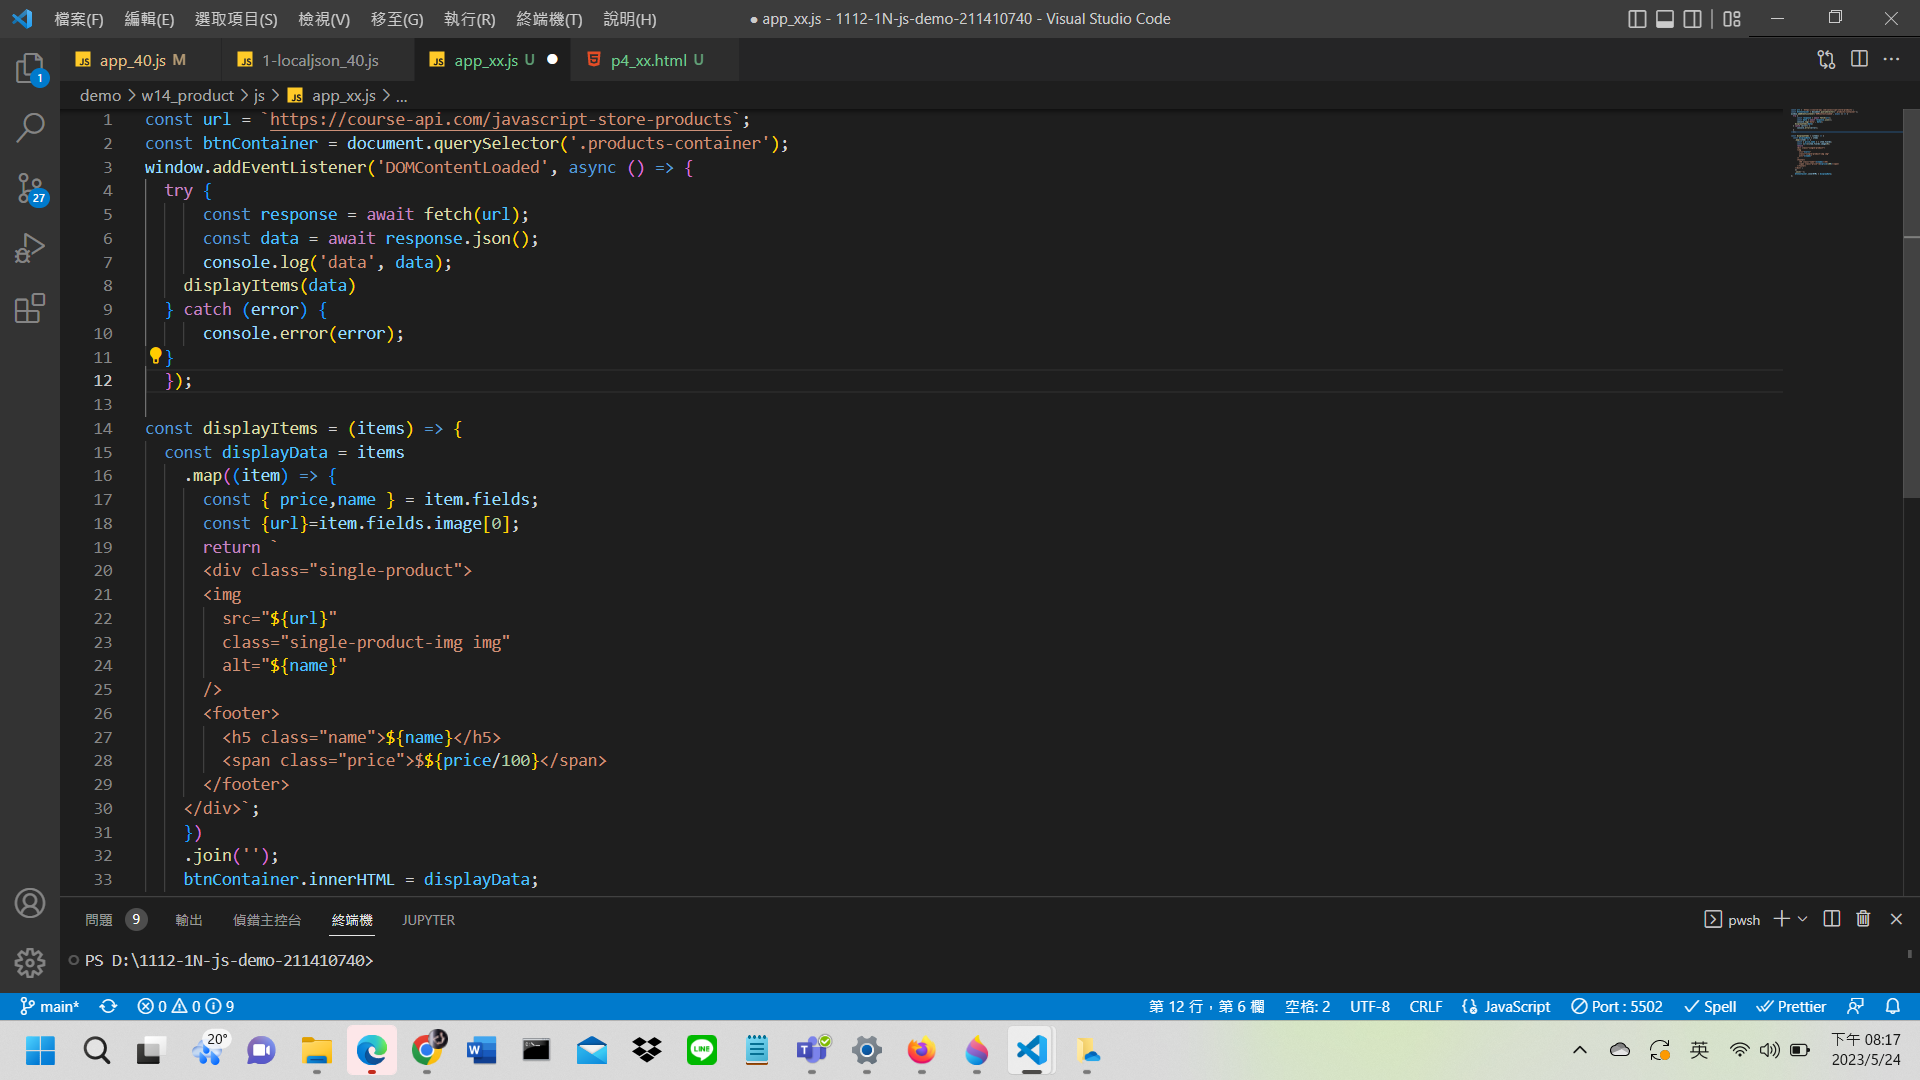 檔案(F) 編輯(E) 選取項目(S) 檢視(V) 移至(G) 執行(R) 終端機(T) 說明(H) ● app_xx.js - 1112-1N-js-demo-211410740 - Visual Studio Code
JS app_40.js M JS 1-localjson_40.js JS app_xx.js U ● p4_xx.html U
demo > w14_product > js > JS app_xx.js > ...
1 const url = `https://course-api.com/javascript-store-products`;
2 const btnContainer = document.querySelector('.products-container');
3 window.addEventListener('DOMContentLoaded', async () => {
4 try {
5 const response = await fetch(url);
6 const data = await response.json();
7 console.log('data', data);
8 displayItems(data)
9 } catch (error) {
10 console.error(error);
11 }
12 });
13
14 const displayItems = (items) => {
15 const displayData = items
16 .map((item) => {
17 const { price,name } = item.fields;
18 const {url}=item.fields.image[0];
19 return `
20 <div class="single-product">
21 <img
22 src="${url}"
23 class="single-product-img img"
24 alt="${name}"
25 />
26 <footer>
27 <h5 class="name">${name}</h5>
28 <span class="price">$${price/100}</span>
29 </footer>
30 </div>`;
31 })
32 .join('');
33 btnContainer.innerHTML = displayData;
1
27
問題 9 輸出 偵錯主控台 終端機 JUPYTER pwsh
PS D:\1112-1N-js-demo-211410740>
main* 0 0 9 第 12 行，第 6 欄 空格: 2 UTF-8 CRLF JavaScript Port : 5502 Spell Prettier
20° 英 下午 08:17
2023/5/24